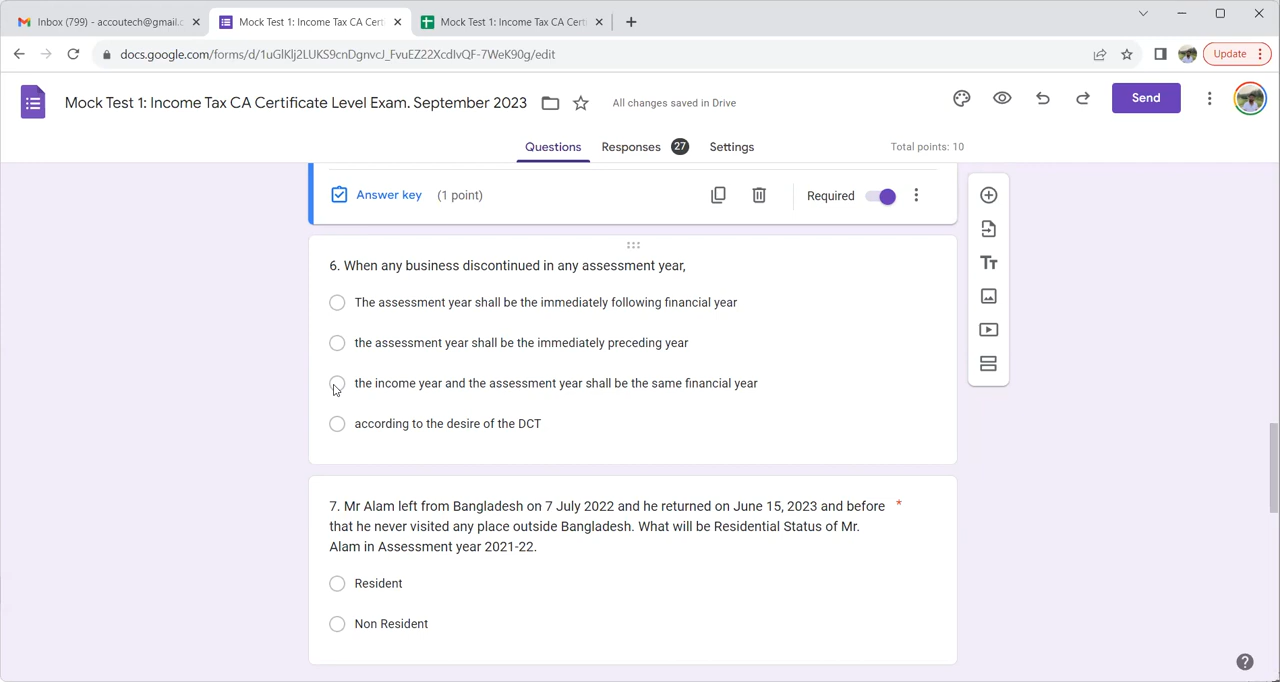 Inbox (799) - accoutech@gmail.c
Mock Test 1: Income Tax CA Cert
Mock Test 1: Income Tax CA Cert
docs.google.com/forms/d/1uGlKlj2LUKS9cnDgnvcJ_FvuEZ22XcdlvQF-7WeK90g/edit
Update
Mock Test 1: Income Tax CA Certificate Level Exam. September 2023
All changes saved in Drive
Send
Questions
Responses 27
Settings
Total points: 10
Answer key (1 point)
Required
6. When any business discontinued in any assessment year,
The assessment year shall be the immediately following financial year
the assessment year shall be the immediately preceding year
the income year and the assessment year shall be the same financial year
according to the desire of the DCT
7. Mr Alam left from Bangladesh on 7 July 2022 and he returned on June 15, 2023 and before *
that he never visited any place outside Bangladesh. What will be Residential Status of Mr.
Alam in Assessment year 2021-22.
Resident
Non Resident